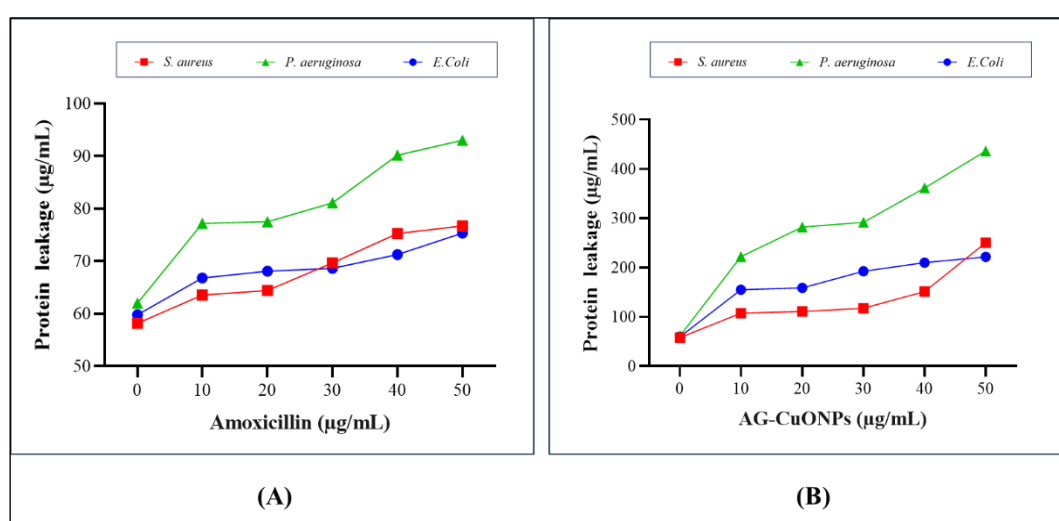 S. aureus P. aeruginosa E.Coli
100
90
80
70
60
50
Protein leakage (µg/mL)
0 10 20 30 40 50
Amoxicillin (µg/mL)
(A)
S. aureus P. aeruginosa E.Coli
500
400
300
200
100
0
Protein leakage (µg/mL)
0 10 20 30 40 50
AG-CuONPs (µg/mL)
(B)